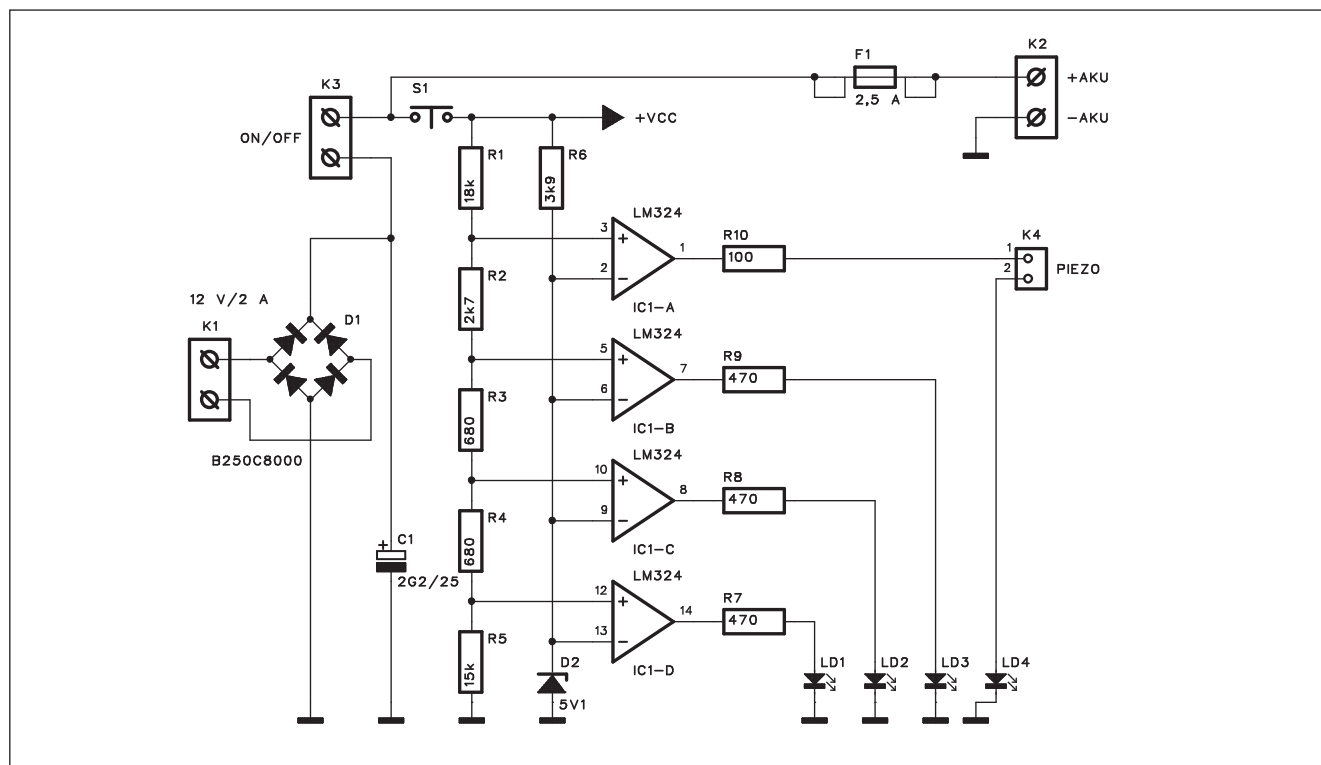 K2
F1
+AKU
K3
S1
2,5 A
ON/OFF
+VCC
-AKU
R1
R6
18k
3k9
LM324
3
+
1
R10
100
1
K4
2
-
2
PIEZO
R2
2k7
IC1-A
12 V/2 A
K1
D1
LM324
5
+
7
R9
470
6
-
R3
680
IC1-B
B250C8000
LM324
10
+
8
R8
470
9
-
R4
680
IC1-C
+
C1
2G2/25
LM324
12
+
14
R7
470
13
-
R5
15k
IC1-D
D2
5V1
LD1
LD2
LD3
LD4